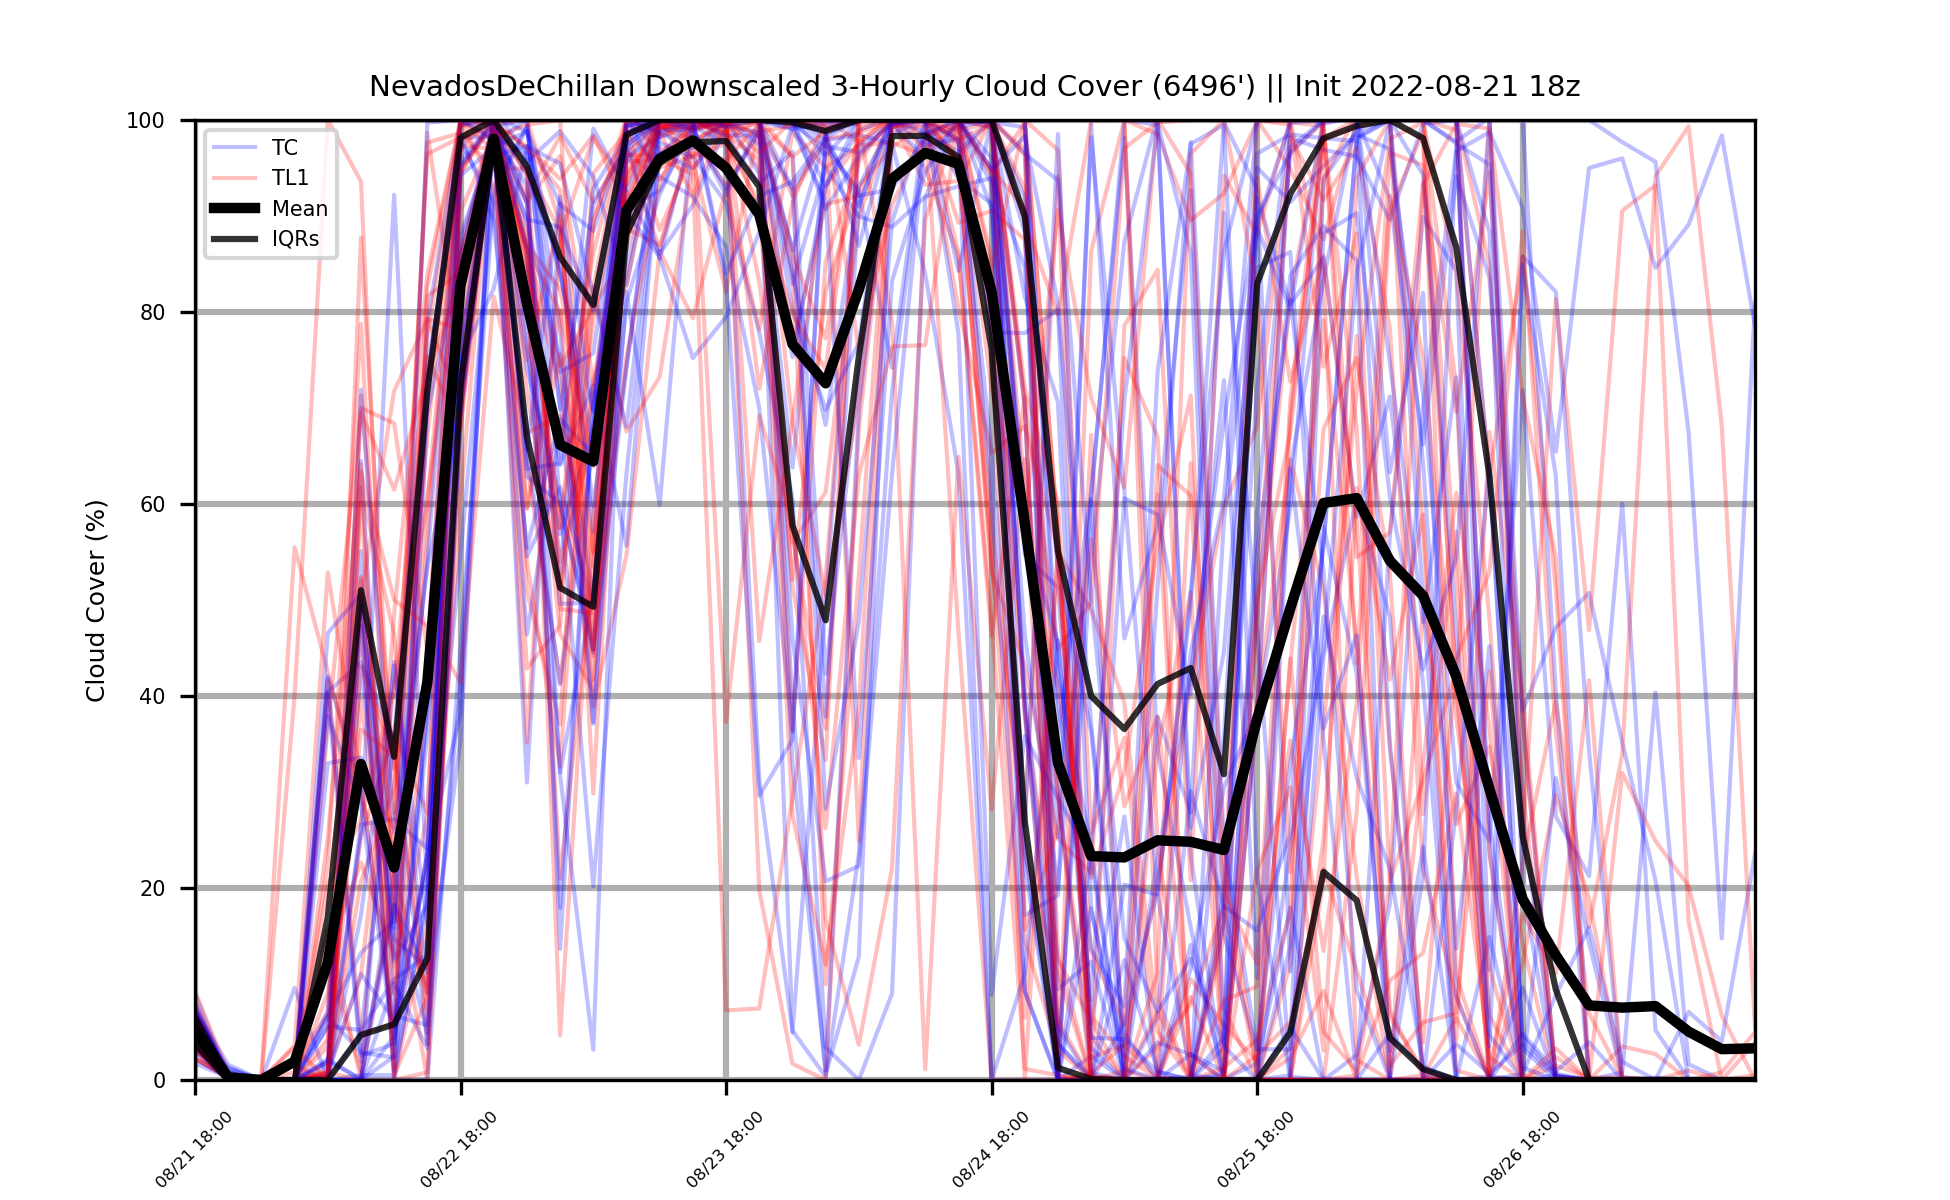 NevadosDeChillan Downscaled 3-Hourly Cloud Cover (6496') || Init 2022-08-21 18z
TC
TL1
Mean
IQRs
Cloud Cover (%)
100
80
60
40
20
0
08/21 18:00
08/22 18:00
08/23 18:00
08/24 18:00
08/25 18:00
08/26 18:00